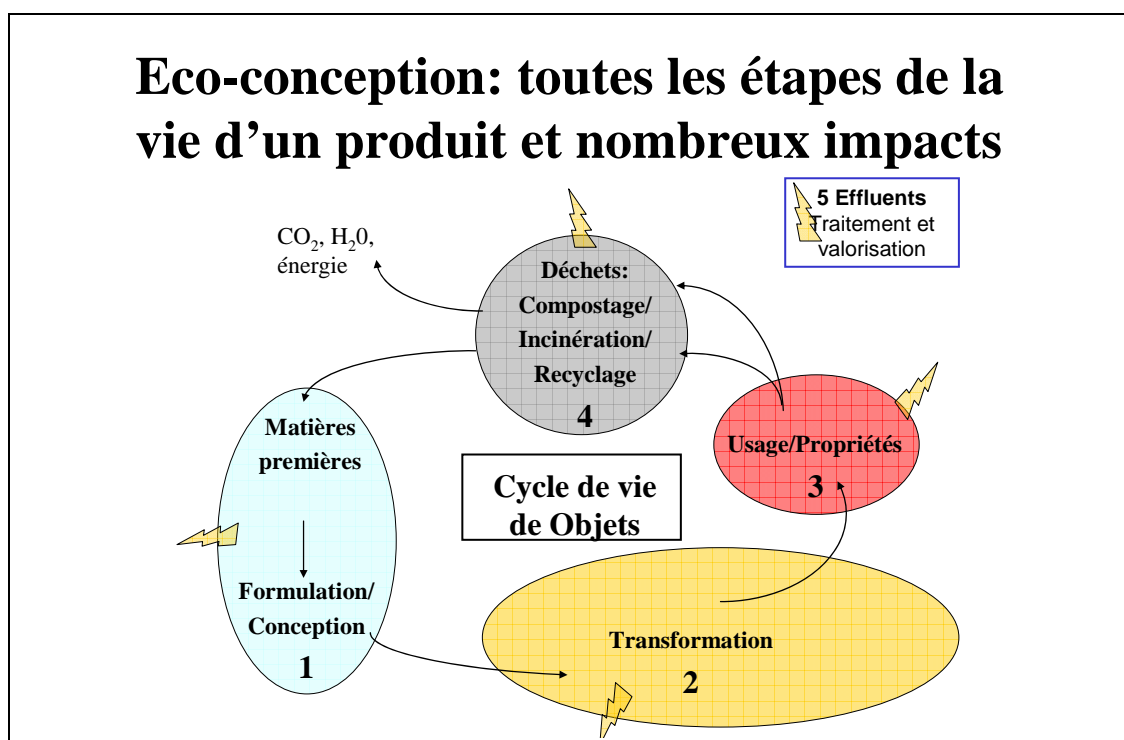 Eco-conception: toutes les étapes de la
vie d’un produit et nombreux impacts
5 Effluents
Traitement et
valorisation
CO2, H20,
énergie
Déchets:
Compostage/
Incinération/
Recyclage
4
Matières
premières
Usage/Propriétés
3
Cycle de vie
de Objets
Formulation/
Conception
1
Transformation
2